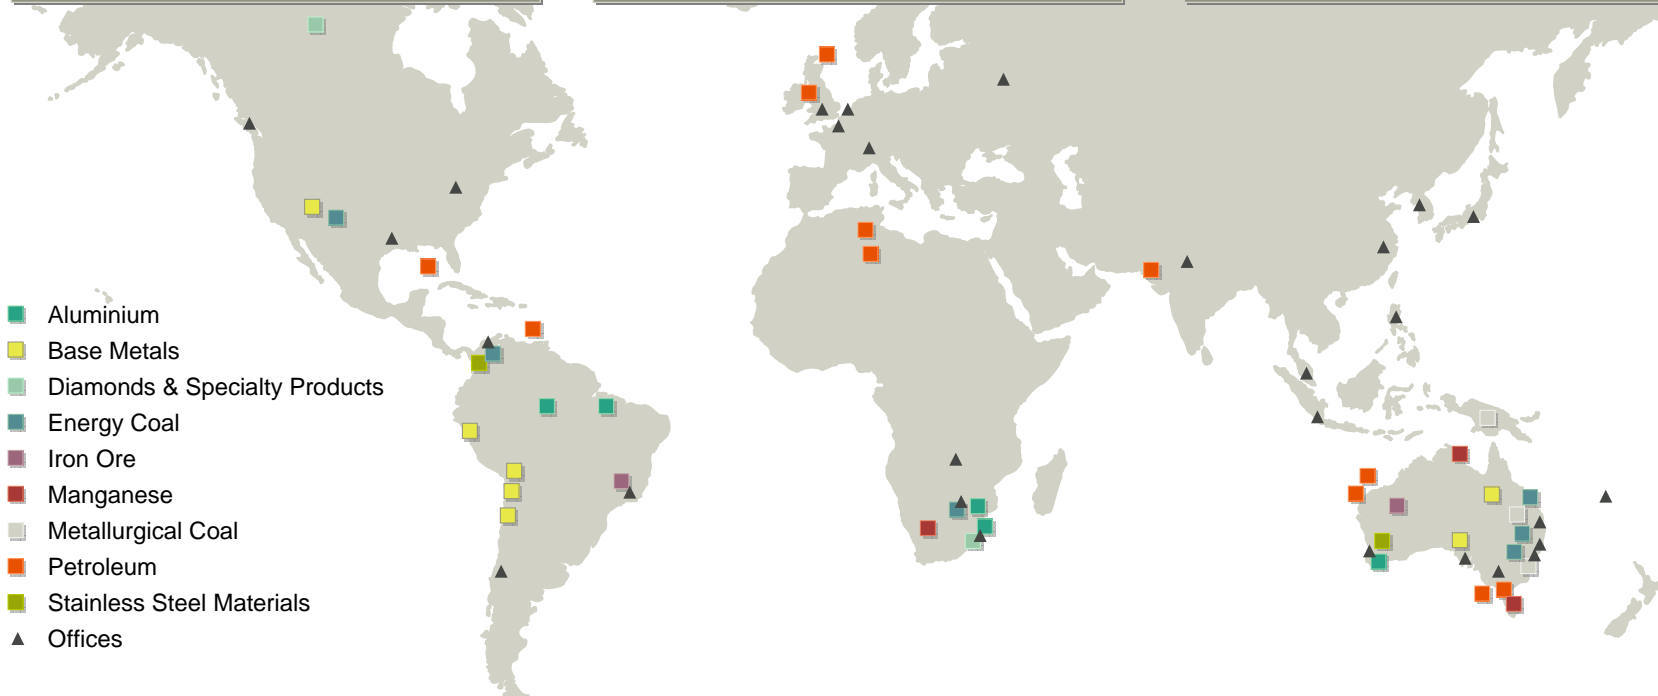 Aluminium
Base Metals
Diamonds & Specialty Products
Energy Coal
Iron Ore
Manganese
Metallurgical Coal
Petroleum
Stainless Steel Materials
Offices